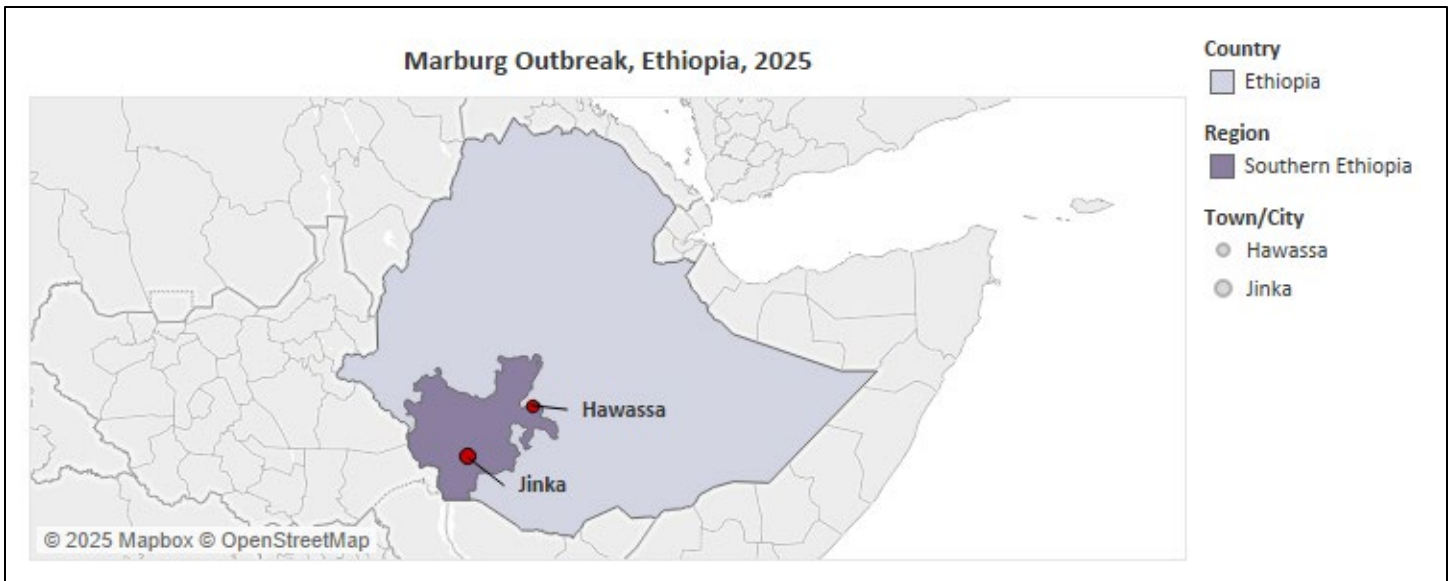 Marburg Outbreak, Ethiopia, 2025
Country
Ethiopia
Region
Southern Ethiopia
Town/City
Hawassa
Jinka
Hawassa
Jinka
© 2025 Mapbox © OpenStreetMap